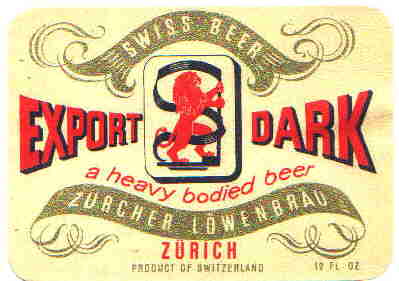 SWISS BEER
EXPORT DARK
a heavy bodied beer
ZÜRCHER LÖWENBRÄU
ZÜRICH
PRODUCT OF SWITZERLAND 12 FL. OZ